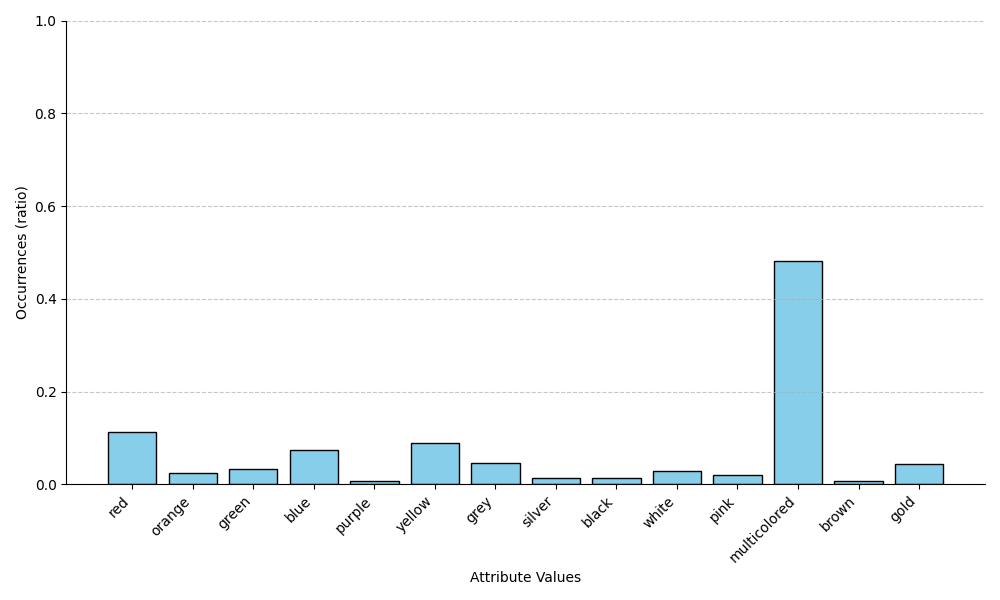 1.0
0.8
0.6
0.4
0.2
0.0
Occurrences (ratio)
red
orange
green
blue
purple
yellow
grey
silver
black
white
pink
multicolored
brown
gold
Attribute Values